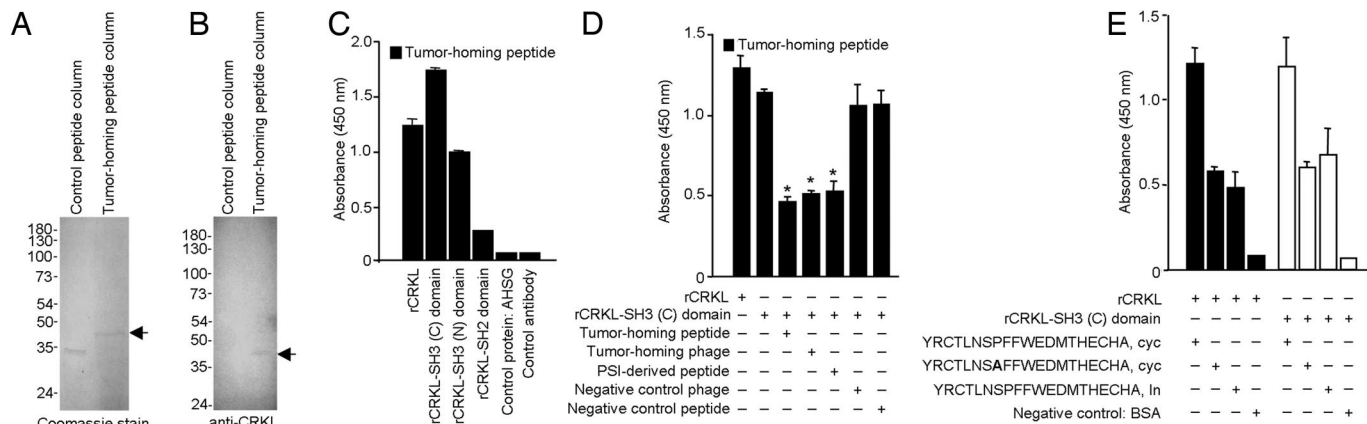 A
Control peptide column
Tumor-homing peptide column
180-
130-
100-
73-
54-
50-
35-
24-
Coomassie stain
B
Control peptide column
Tumor-homing peptide column
180-
130-
100-
73-
54-
50-
35-
24-
anti-CRKL
C
Absorbance (450 nm)
2.0
1.5
1.0
0.5
0
Tumor-homing peptide
rCRKL
rCRKL-SH3 (C) domain
rCRKL-SH3 (N) domain
rCRKL-SH2 domain
Control protein: AHSG
Control antibody
D
Absorbance (450 nm)
1.5
1.0
0.5
0
Tumor-homing peptide
* * *
rCRKL + – – – – – –
rCRKL-SH3 (C) domain – + + + + + +
Tumor-homing peptide – – + – – – –
Tumor-homing phage – – – + – – –
PSI-derived peptide – – – – + – –
Negative control phage – – – – – + –
Negative control peptide – – – – – – +
E
Absorbance (450 nm)
1.5
1.0
0.5
0
rCRKL + + + + – – – –
rCRKL-SH3 (C) domain – – – – + + + +
YRCTLNSPFFWEDMTHECHA, cyc + – – – + – – –
YRCTLNSAFFWEDMTHECHA, cyc – + – – – + – –
YRCTLNSPFFWEDMTHECHA, ln – – + – – – + –
Negative control: BSA – – – + – – – +